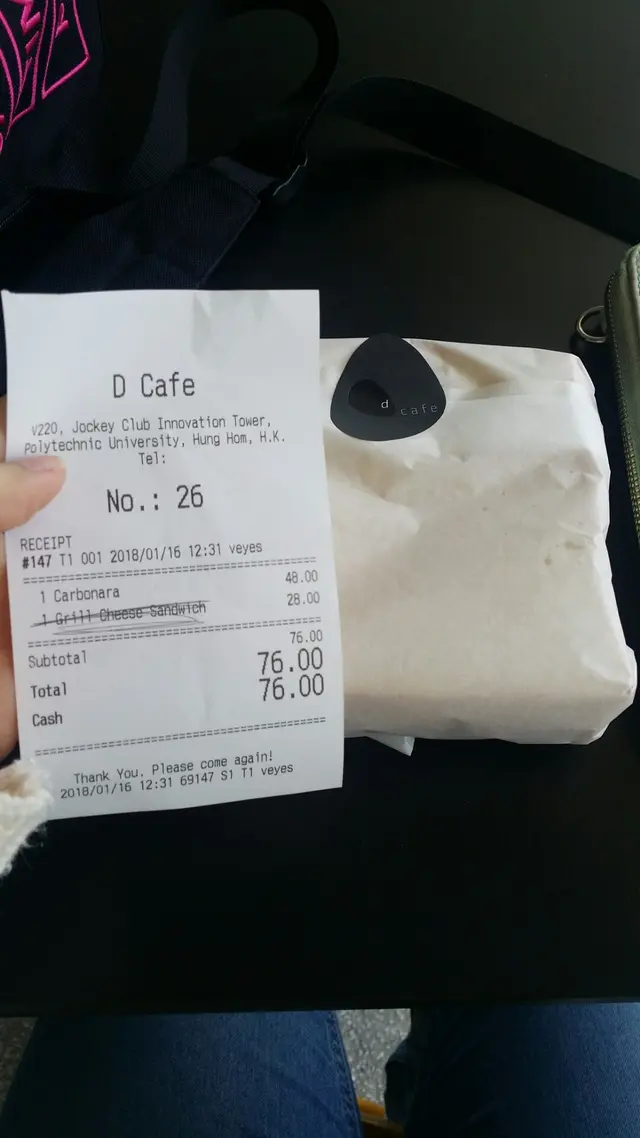 D Cafe
V220, Jockey Club Innovation Tower,
Polytechnic University, Hung Hom, H.K.
Tel:
No.: 26
RECEIPT
#147 T1 001 2018/01/16 12:31 veyes
1 Carbonara 48.00
1 Grill Cheese Sandwich 28.00
Subtotal 76.00
Total 76.00
Cash 76.00
Thank You. Please come again!
2018/01/16 12:31 69147 S1 T1 veyes
d cafe